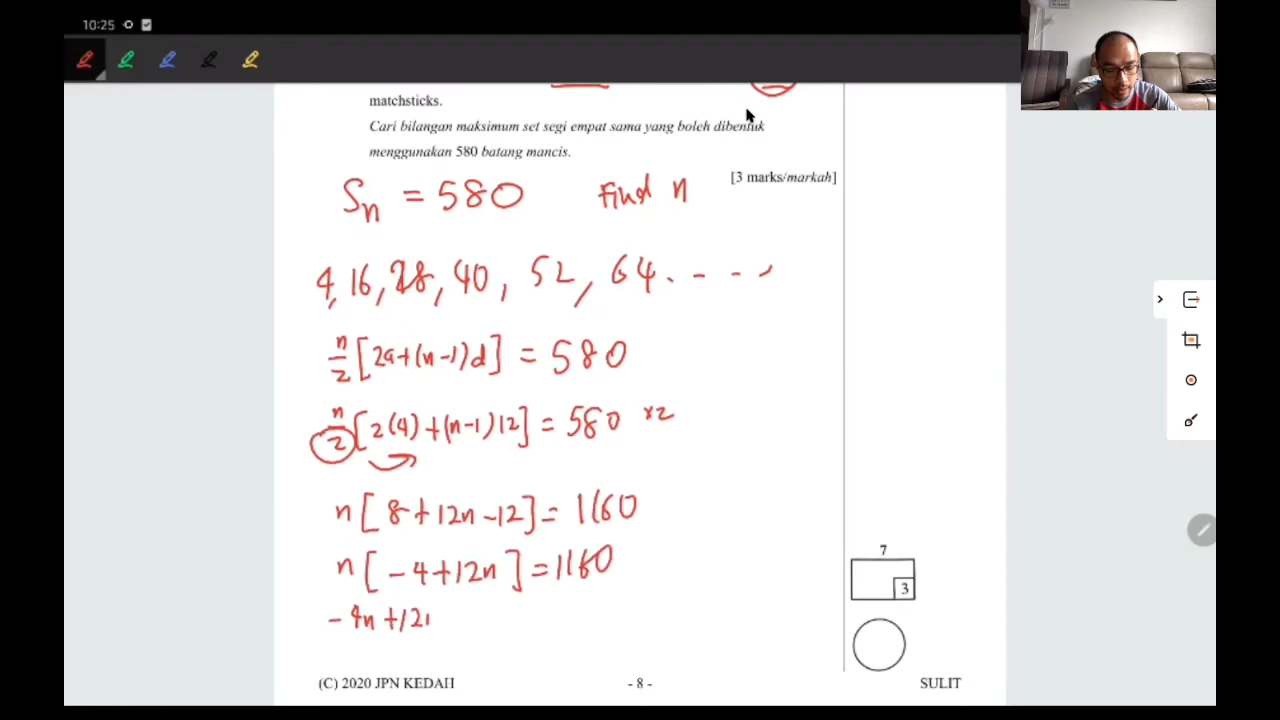 10:25
matchsticks.
Cari bilangan maksimum set segi empat sama yang boleh dibentuk
menggunakan 580 batang mancis.
[3 marks/markah]
Sn = 580 Find n
4, 16, 28, 40, 52, 64. - - -,
n/2 [2a+(n-1)d] = 580
n/2 [2(4)+(n-1)12] = 580 ×2
n[8+12n-12] = 1160
n[-4+12n] = 1160
-4n+12
7
3
(C) 2020 JPN KEDAH
- 8 -
SULIT